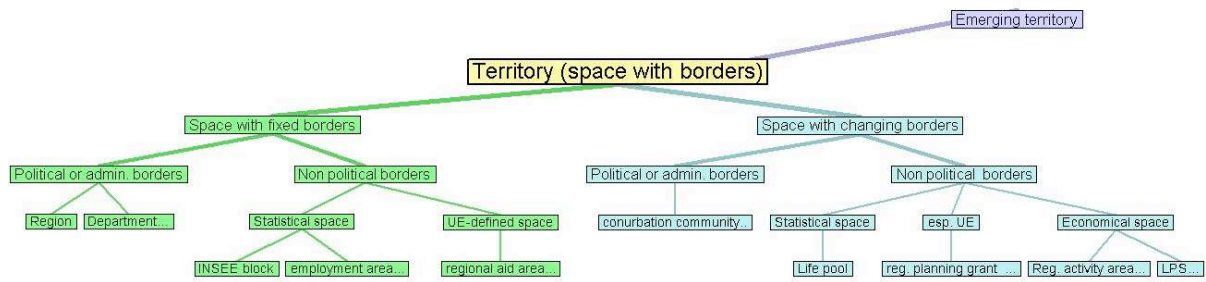 Emerging territory
Territory (space with borders)
Space with fixed borders
Space with changing borders
Political or admin. borders
Non political borders
Political or admin. borders
Non political borders
Region
Department...
Statistical space
UE-defined space
conurbation community..
Statistical space
esp. UE
Economical space
INSEE block
employment area...
regional aid area...
Life pool
reg. planning grant ...
Reg. activity area...
LPS...